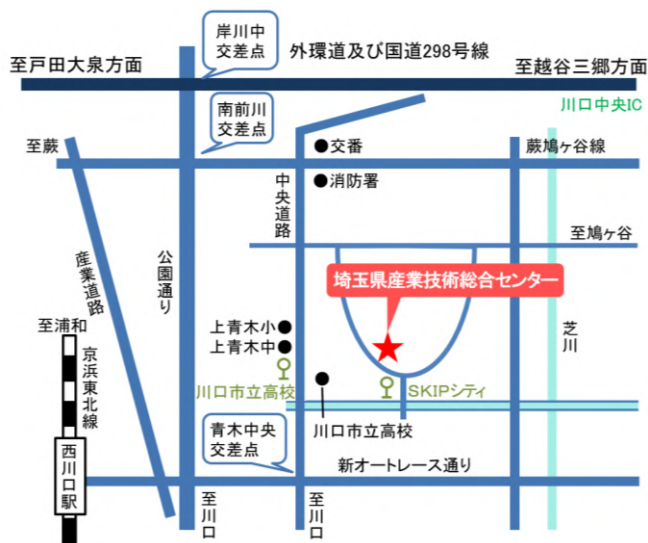 岸川中
交差点
外環道及び国道298号線
至戸田大泉方面
至越谷三郷方面
川口中央IC
南前川
交差点
至蕨
交番
蕨鳩ヶ谷線
消防署
中央道路
至鳩ヶ谷
産業道路
公園通り
埼玉県産業技術総合センター
至浦和
京浜東北線
上青木小
上青木中
芝川
川口市立高校
SKIPシティ
川口市立高校
青木中央
交差点
新オートレース通り
西川口駅
至川口
至川口